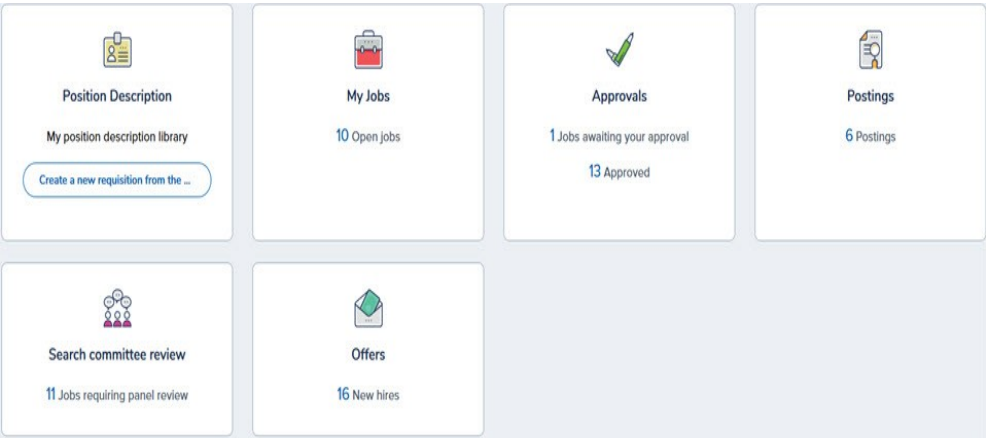 Position Description
My position description library
Create a new requisition from the ...
My Jobs
10 Open jobs
Approvals
1 Jobs awaiting your approval
13 Approved
Postings
6 Postings
Search committee review
11 Jobs requiring panel review
Offers
16 New hires